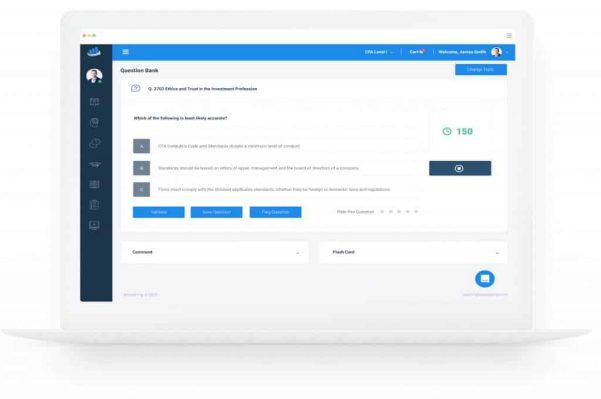 CFA Level I
Cart
Welcome, James Smith
Question Bank
Change Topic
Q. 3703 Ethics and Trust in the Investment Profession
Which of the following is least likely accurate?
150
A CFA Institute's Code and Standards dictate a minimum level of conduct
B Standards should be based on ethics of upper management and the board of directors of a company
C Firms must comply with the strictest applicable standards, whether they be foreign or domestic laws and regulations
Validate
Save Question
Flag Question
Rate this Question
Comment
Flash Card